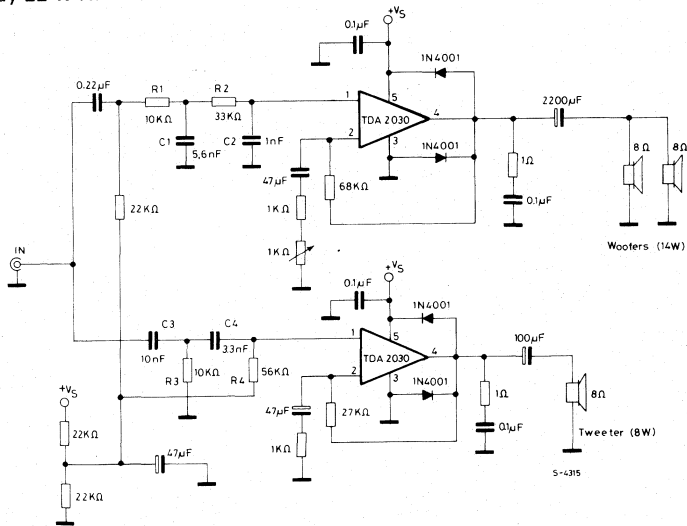 +Vs
0.1µF
1N4001
0.22µF
R1
R2
10KΩ
33KΩ
1
5
4
TDA 2030
2
3
1N4001
2200µF
C1
5,6nF
C2
1nF
47µF
68KΩ
1KΩ
1KΩ
22KΩ
1Ω
0.1µF
8Ω
8Ω
Woofers (14W)
IN
+Vs
0.1µF
1N4001
C3
C4
10nF
3.3nF
1
5
4
TDA 2030
2
3
1N4001
100µF
R3
10KΩ
R4
56KΩ
47µF
27KΩ
1KΩ
1Ω
0.1µF
8Ω
Tweeter (8W)
+Vs
22KΩ
47µF
22KΩ
S-4315